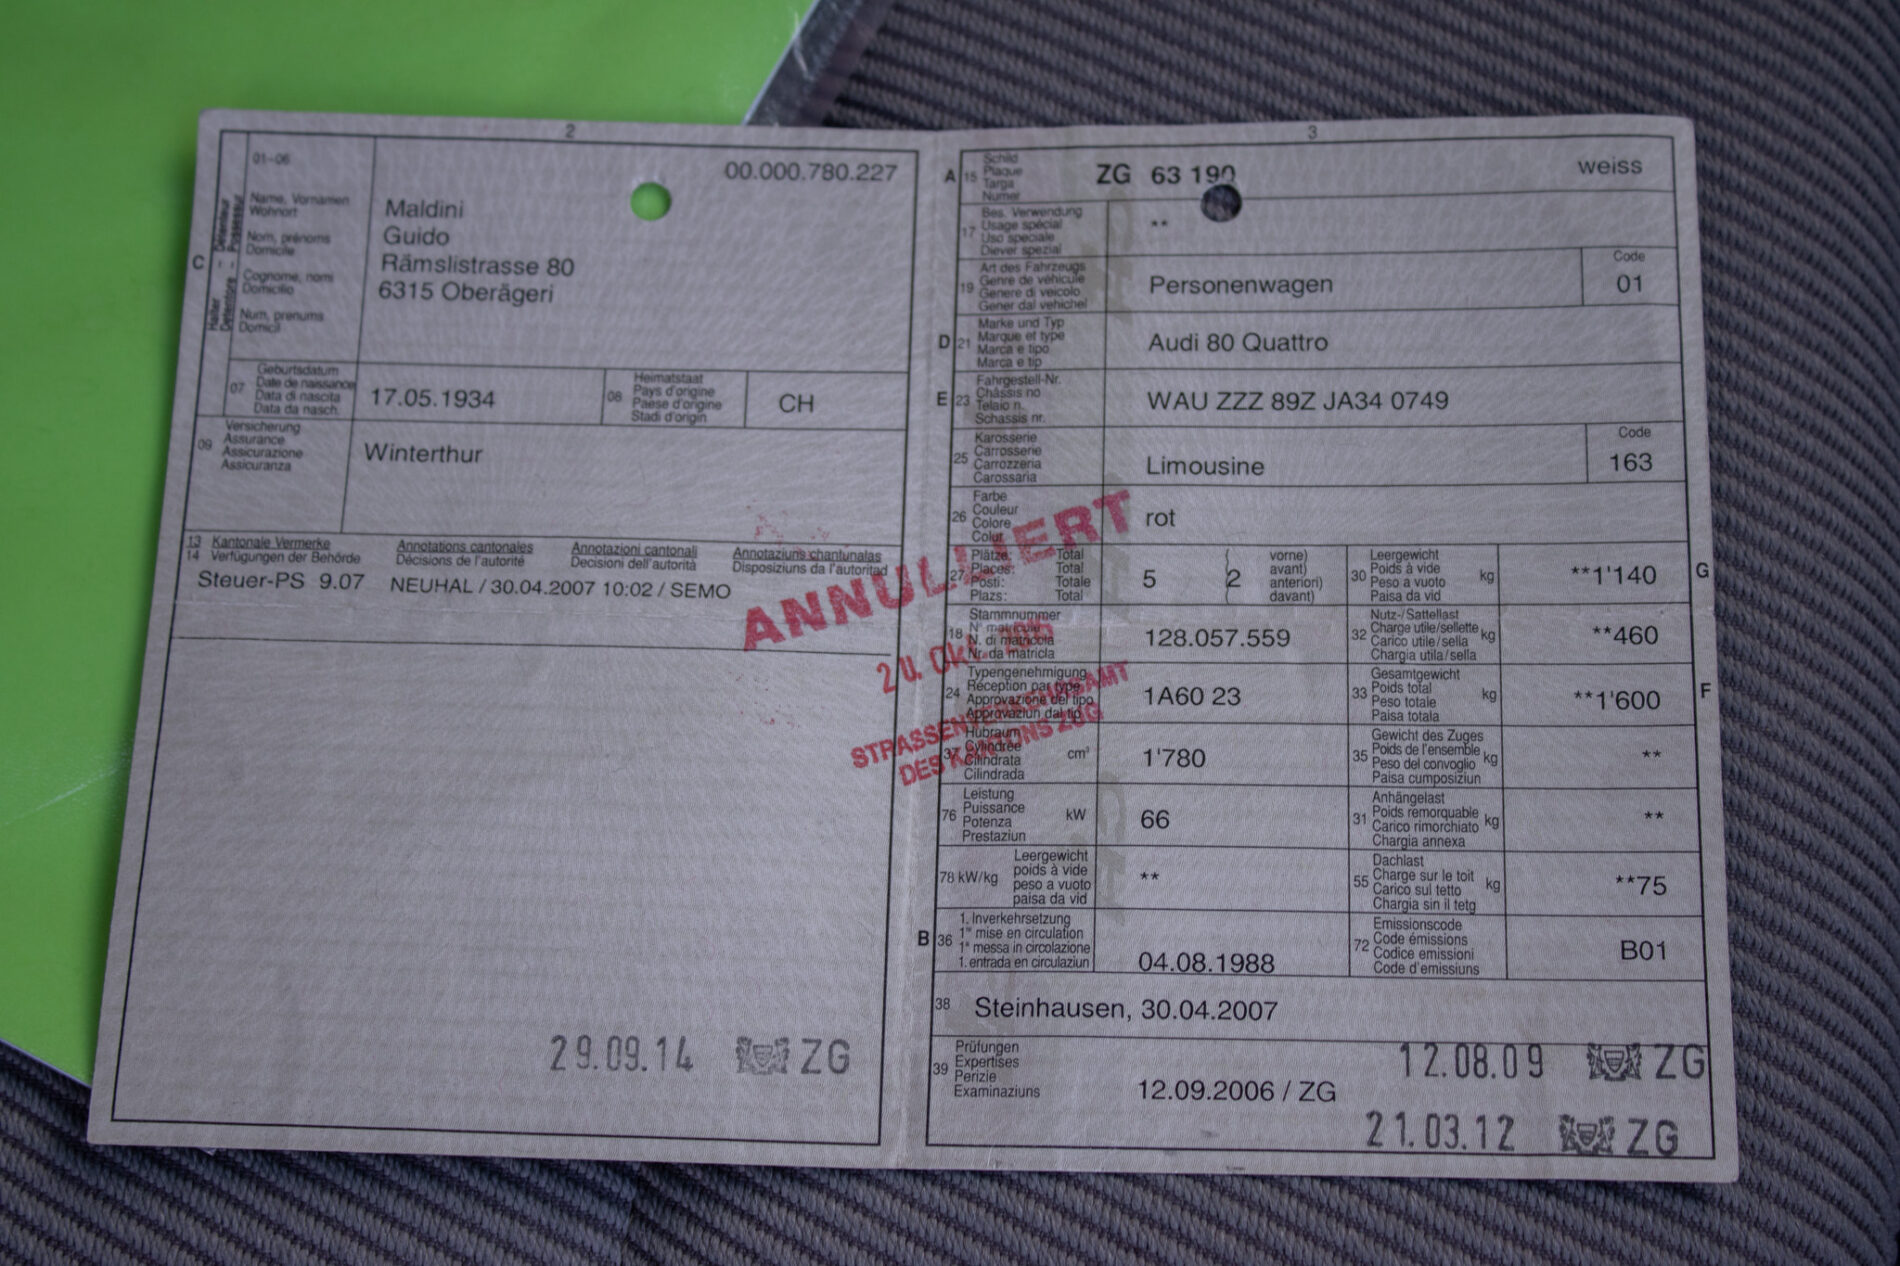 2
01-06
00.000.780.227
Halter Détenteur
Detentore Possessur
C
Name, Vornamen
Wohnort
Nom, prénoms
Domicile
Cognome, nomi
Domicilio
Num, prenums
Domicil
Maldini
Guido
Rämslistrasse 80
6315 Oberägeri
07
Geburtsdatum
Date de naissance
Data di nascita
Data da nasch.
17.05.1934
08
Heimatstaat
Pays d'origine
Paese d'origine
Stadi d'origin
CH
09
Versicherung
Assurance
Assicurazione
Assicuranza
Winterthur
13 Kantonale Vermerke Annotations cantonales Annotazioni cantonali Annotaziuns chantunalas
14 Verfügungen der Behörde Décisions de l'autorité Decisioni dell'autorità Disposiziuns da l'autoritad
Steuer-PS 9.07 NEUHAL / 30.04.2007 10:02 / SEMO
29.09.14 ZG
ANNULLIERT
Okt.
STRASSENVERKEHRSAMT
DES KANTONS ZUG
3
A 15
Schild
Plaque
Targa
Numer
ZG 63 190 weiss
17
Bes. Verwendung
Usage spécial
Uso speciale
Diever spezial
**
19
Art des Fahrzeugs
Genre de véhicule
Genere di veicolo
Gener dal vehichel
Personenwagen
Code
01
D 21
Marke und Typ
Marque et type
Marca e tipo
Marca e tip
Audi 80 Quattro
E 23
Fahrgestell-Nr.
Châssis no
Telaio n.
Schassis nr.
WAU ZZZ 89Z JA34 0749
25
Karosserie
Carrosserie
Carrozzeria
Carossaria
Limousine
Code
163
26
Farbe
Couleur
Colore
Colur
rot
27
Plätze: Total
Places: Total
Posti: Totale
Plazs: Total
5 ( 2 vorne)
avant)
anteriori)
( davant)
30
Leergewicht
Poids à vide
Peso a vuoto
Paisa da vid
kg
**1'140
G
18
Stammnummer
N° matricule
N. di matricola
Nr. da matricla
128.057.559
32
Nutz-/Sattellast
Charge utile/sellette
Carico utile/sella
Chargia utila/sella
kg
**460
24
Typengenehmigung
Réception par type
Approvazione del tipo
Approvaziun dal tip
1A60 23
33
Gesamtgewicht
Poids total
Peso totale
Paisa totala
kg
**1'600
F
37
Hubraum
Cylindrée
Cilindrata
Cilindrada
cm³
1'780
35
Gewicht des Zuges
Poids de l'ensemble
Peso del convoglio
Paisa cumposiziun
kg
**
76
Leistung
Puissance
Potenza
Prestaziun
kW
66
31
Anhängelast
Poids remorquable
Carico rimorchiato
Chargia annexa
kg
**
78 kW/kg
Leergewicht
poids à vide
peso a vuoto
paisa da vid
**
55
Dachlast
Charge sur le toit
Carico sul tetto
Chargia sin il tetg
kg
**75
B 36
1. Inverkehrsetzung
1re mise en circulation
1a messa in circolazione
1. entrada en circulaziun
04.08.1988
72
Emissionscode
Code émissions
Codice emissioni
Code d'emissiuns
B01
38 Steinhausen, 30.04.2007
39
Prüfungen
Expertises
Perizie
Examinaziuns
12.09.2006 / ZG
12.08.09 ZG
21.03.12 ZG